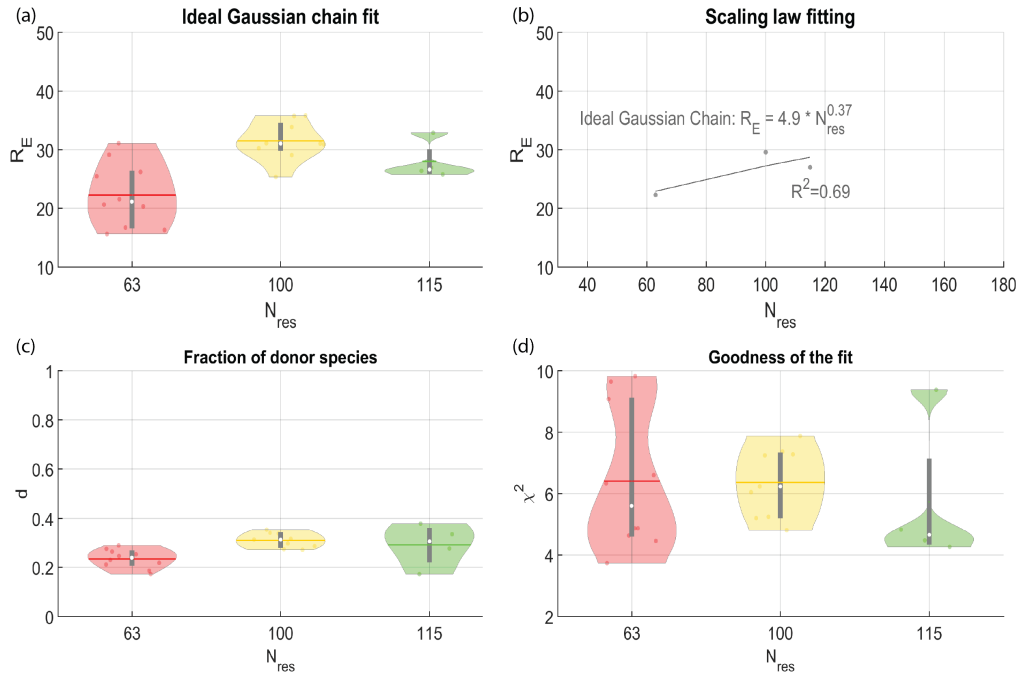 (a)
Ideal Gaussian chain fit
50
40
30
20
10
R_E
63
100
115
N_res
(b)
Scaling law fitting
50
40
30
20
10
R_E
Ideal Gaussian Chain: R_E = 4.9 * N_res^0.37
R^2=0.69
40
60
80
100
120
140
160
180
N_res
(c)
Fraction of donor species
1
0.8
0.6
0.4
0.2
0
d
63
100
115
N_res
(d)
Goodness of the fit
10
8
6
4
2
χ^2
63
100
115
N_res